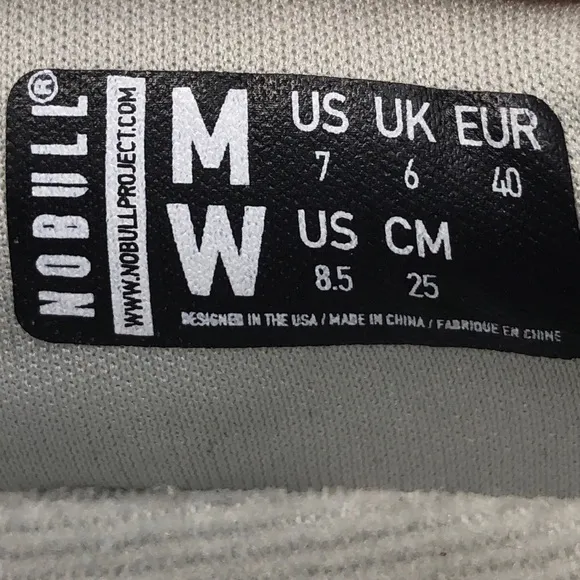 NOBULL®
WWW.NOBULLPROJECT.COM
M US UK EUR
7 6 40
W US CM
8.5 25
DESIGNED IN THE USA / MADE IN CHINA / FABRIQUE EN CHINE